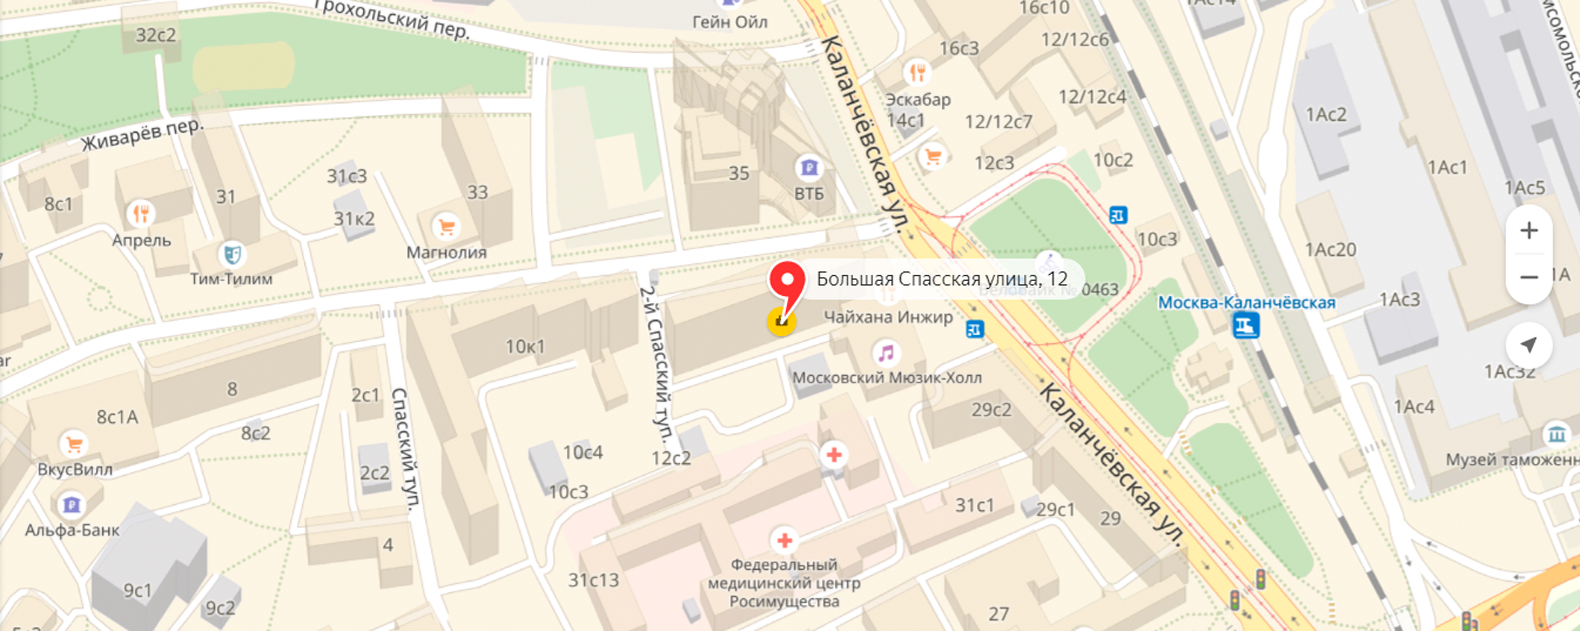 Грохольский пер.
Гейн Ойл
16с10
32с2
16с3
12/12с6
Каланчёвская ул.
Эскабар
14с1
12/12с4
1Ас2
12/12с7
Живарёв пер.
12с3
10с2
1Ас1
31с3
35
ВТБ
1Ас5
8с1
31
33
31к2
Апрель
Магнолия
10с3
1Ас20
Тим-Тилим
Большая Спасская улица, 12
1А
0463
2-й Спасский туп.
Москва-Каланчёвская
1Ас3
Чайхана Инжир
10к1
Московский Мюзик-Холл
1Ас32
8
2с1
Спасский туп.
29с2
1Ас4
8с1А
8с2
Каланчёвская ул.
ВкусВилл
2с2
10с4
12с2
Музей таможенн
10с3
31с1
29с1
29
Альфа-Банк
4
Федеральный
медицинский центр
Росимущества
31с13
9с1
9с2
27